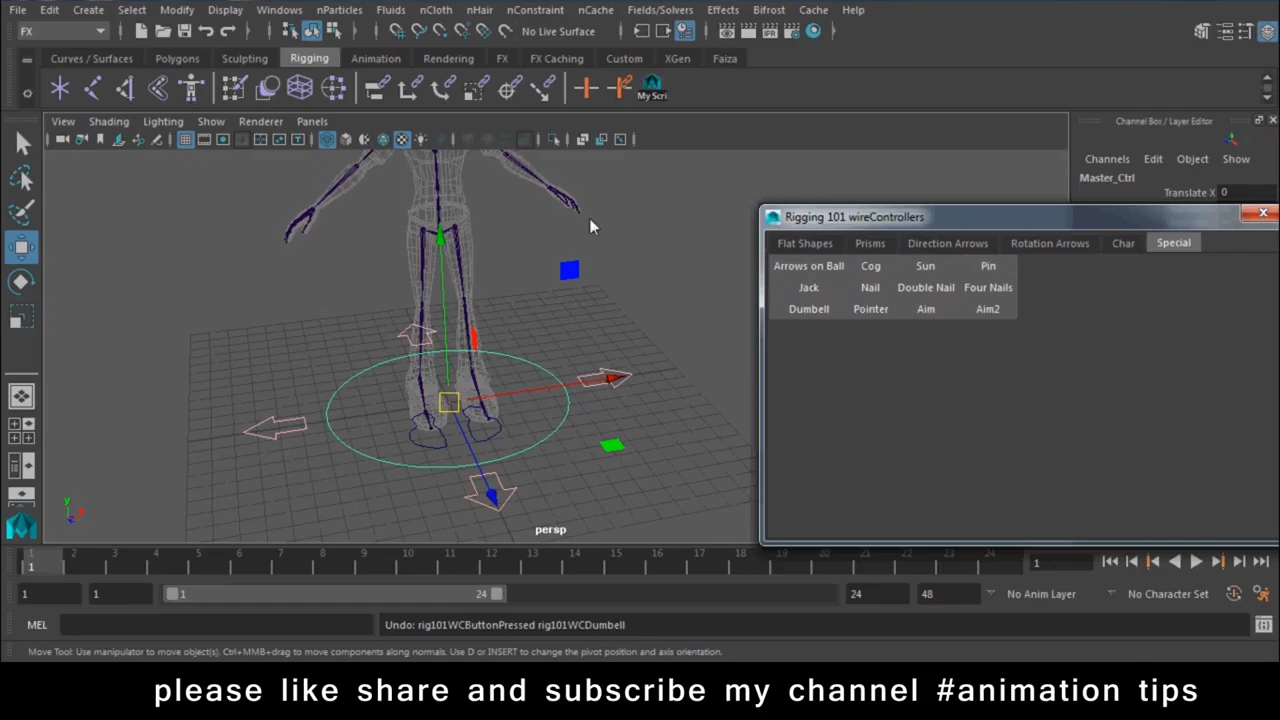 File Edit Create Select Modify Display Windows nParticles Fluids nCloth nHair nConstraint nCache Fields/Solvers Effects Bifrost Cache Help
FX No Live Surface
Curves / Surfaces Polygons Sculpting Rigging Animation Rendering FX FX Caching Custom XGen Faiza
My Scri
View Shading Lighting Show Renderer Panels
Channel Box / Layer Editor
Channels Edit Object Show
Master_Ctrl
Translate X 0
Rigging 101 wireControllers
Flat Shapes Prisms Direction Arrows Rotation Arrows Char Special
Arrows on Ball Cog Sun Pin
Jack Nail Double Nail Four Nails
Dumbell Pointer Aim Aim2
y
persp
1 2 3 4 5 6 7 8 9 10 11 12 13 14 15 16 17 18 19 20 21 22 23 24
1 1
1 1 1 24 24 48 No Anim Layer No Character Set
MEL Undo: rig101WCButtonPressed rig101WCDumbell
Move Tool: Use manipulator to move object(s). Ctrl+MMB+drag to move components along normals. Use D or INSERT to change the pivot position and axis orientation.
please like share and subscribe my channel #animation tips